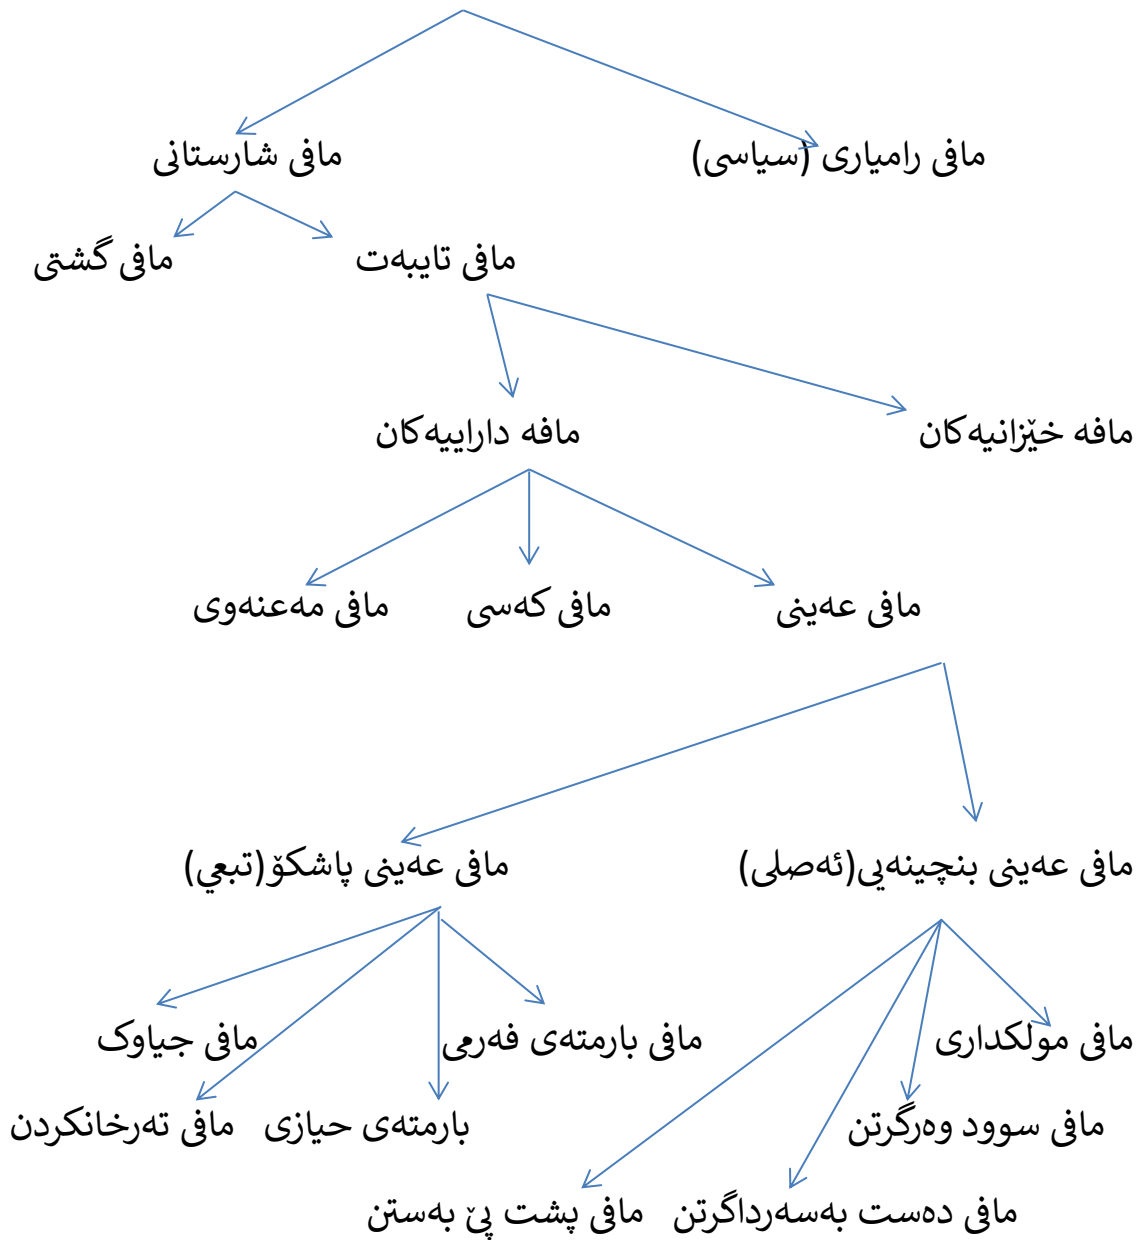 مافی رامیاری (سیاسی) مافی شارستانی
مافی تایبەت مافی گشتی
مافە خێزانیەکان مافە داراییەکان
مافی عەینی مافی کەسی مافی مەعنەوی
مافی عەینی بنچینەیی(ئەصلی) مافی عەینی پاشکۆ(تبعي)
مافی مولکداری مافی بارمتەی فەرمی مافی جیاوک
مافی سوود وەرگرتن بارمتەی حیازی مافی تەرخانکردن
مافی دەست بەسەرداگرتن مافی پشت پێ بەستن